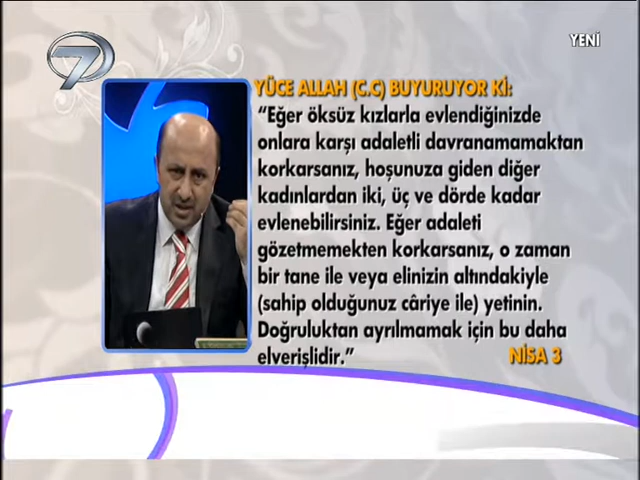 7
YENİ
YÜCE ALLAH (C.C) BUYURUYOR Kİ:
“Eğer öksüz kızlarla evlendiğinizde
onlara karşı adaletli davranamamaktan
korkarsanız, hoşunuza giden diğer
kadınlardan iki, üç ve dörde kadar
evlenebilirsiniz. Eğer adaleti
gözetmemekten korkarsanız, o zaman
bir tane ile veya elinizin altındakiyle
(sahip olduğunuz câriye ile) yetinin.
Doğruluktan ayrılmamak için bu daha
elverişlidir.”
NİSA 3